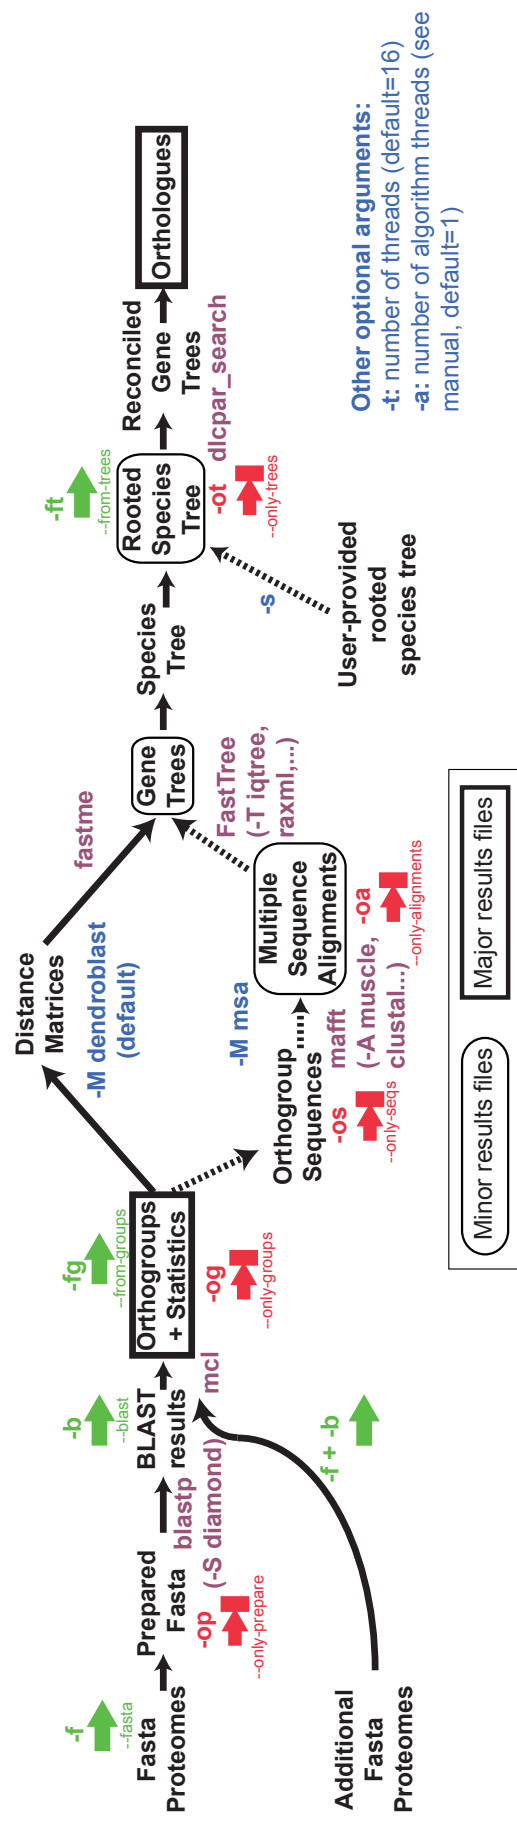 -f
--fasta
Fasta
Proteomes
Prepared
Fasta
-op
--only-prepare
blastp
(-S diamond)
-b
--blast
BLAST
results
mcl
Additional
Fasta
Proteomes
-f + -b
-fg
--from-groups
Orthogroups
+ Statistics
-og
--only-groups
Distance
Matrices
-M dendroblast
(default)
fastme
Orthogroup
Sequences
-os
--only-seqs
-M msa
mafft
(-A muscle,
clustal...)
Multiple
Sequence
Alignments
-oa
--only-alignments
FastTree
(-T iqtree,
raxml,...)
Gene
Trees
Species
Tree
-ft
--from-trees
Rooted
Species
Tree
-ot
--only-trees
-s
User-provided
rooted
species tree
Reconciled
Gene
Trees
dlcpar_search
Orthologues
Other optional arguments:
-t: number of threads (default=16)
-a: number of algorithm threads (see
manual, default=1)
Minor results files
Major results files